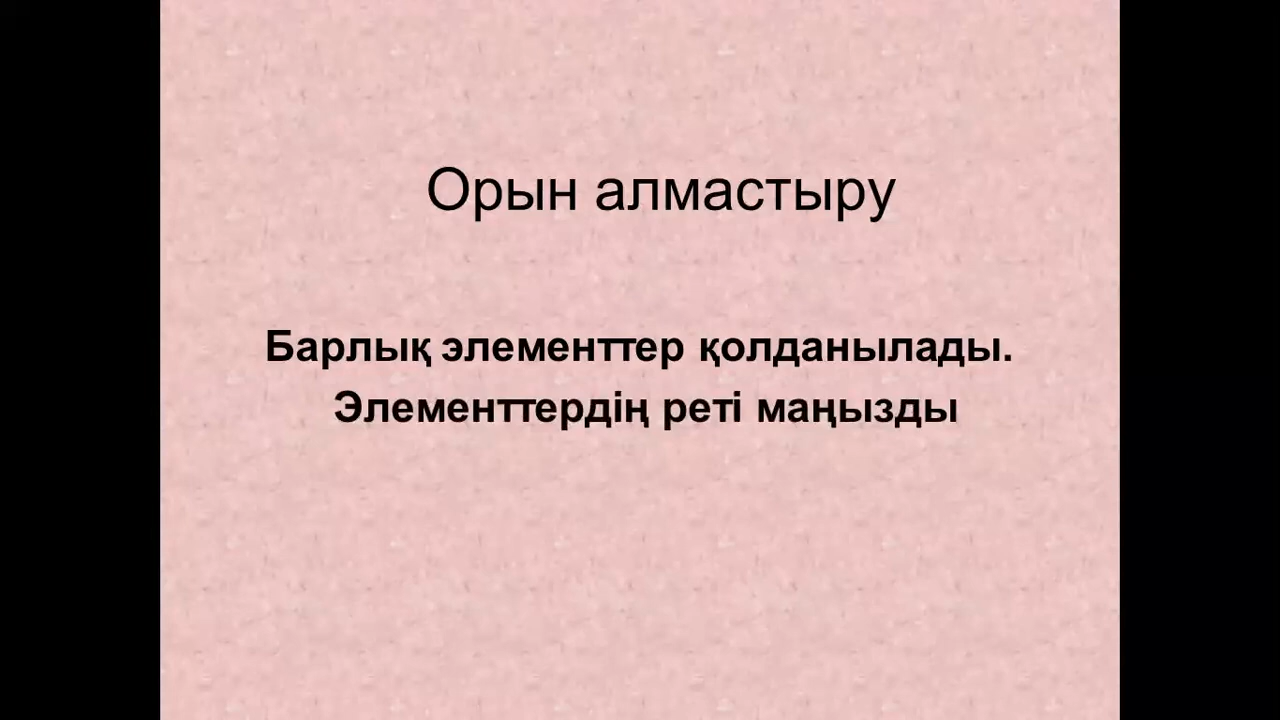 Орын алмастыру
Барлық элементтер қолданылады.
Элементтердің реті маңызды